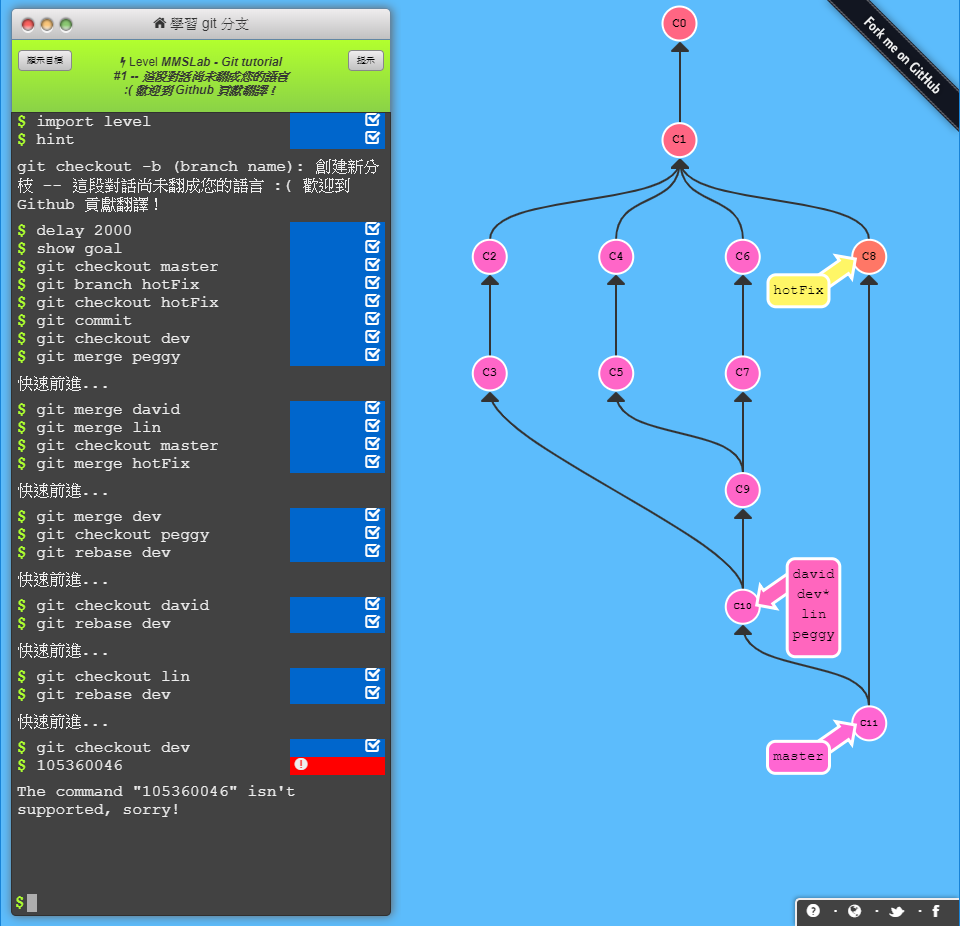 學習 git 分支
顯示目標
Level MMSLab - Git tutorial
#1 -- 這段對話尚未翻成您的語言
:( 歡迎到 Github 貢獻翻譯！
提示
$ import level
$ hint
git checkout -b (branch name): 創建新分
枝 -- 這段對話尚未翻成您的語言 :( 歡迎到
Github 貢獻翻譯！
$ delay 2000
$ show goal
$ git checkout master
$ git branch hotFix
$ git checkout hotFix
$ git commit
$ git checkout dev
$ git merge peggy
快速前進...
$ git merge david
$ git merge lin
$ git checkout master
$ git merge hotFix
快速前進...
$ git merge dev
$ git checkout peggy
$ git rebase dev
快速前進...
$ git checkout david
$ git rebase dev
快速前進...
$ git checkout lin
$ git rebase dev
快速前進...
$ git checkout dev
$ 105360046
The command "105360046" isn't
supported, sorry!
$
Fork me on GitHub
C0
C1
C2
C4
C6
C8
hotFix
C3
C5
C7
C9
C10
david
dev*
lin
peggy
C11
master